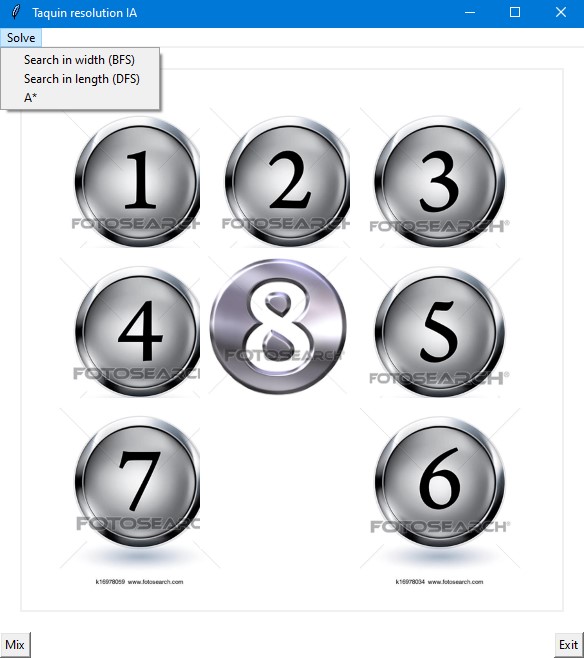 Taquin resolution IA
Solve
Search in width (BFS)
Search in length (DFS)
A*
1 2 3
FOTOSEARCH FOTOSEARCH FOTOSEARCH®
4 8 5
FOTOSEARCH FOTOSEARCH FOTOSEARCH®
7 6
FOTOSEARC FOTOSEARCH®
k16978059 www.fotosearch.com k16978034 www.fotosearch.com
Mix Exit